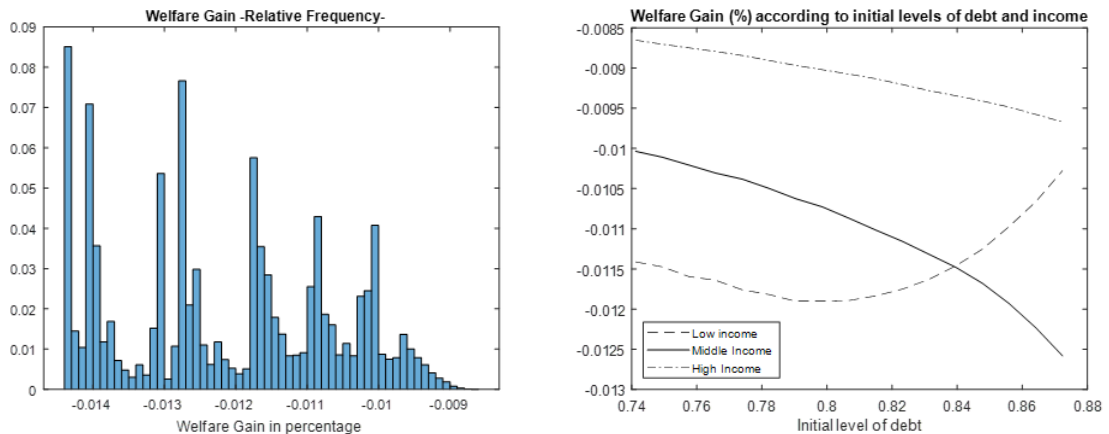 Welfare Gain -Relative Frequency-
0.09
0.08
0.07
0.06
0.05
0.04
0.03
0.02
0.01
0
-0.014 -0.013 -0.012 -0.011 -0.01 -0.009
Welfare Gain in percentage
Welfare Gain (%) according to initial levels of debt and income
-0.0085
-0.009
-0.0095
-0.01
-0.0105
-0.011
-0.0115
-0.012
-0.0125
-0.013
Low income
Middle Income
High Income
0.74 0.76 0.78 0.8 0.82 0.84 0.86 0.88
Initial level of debt